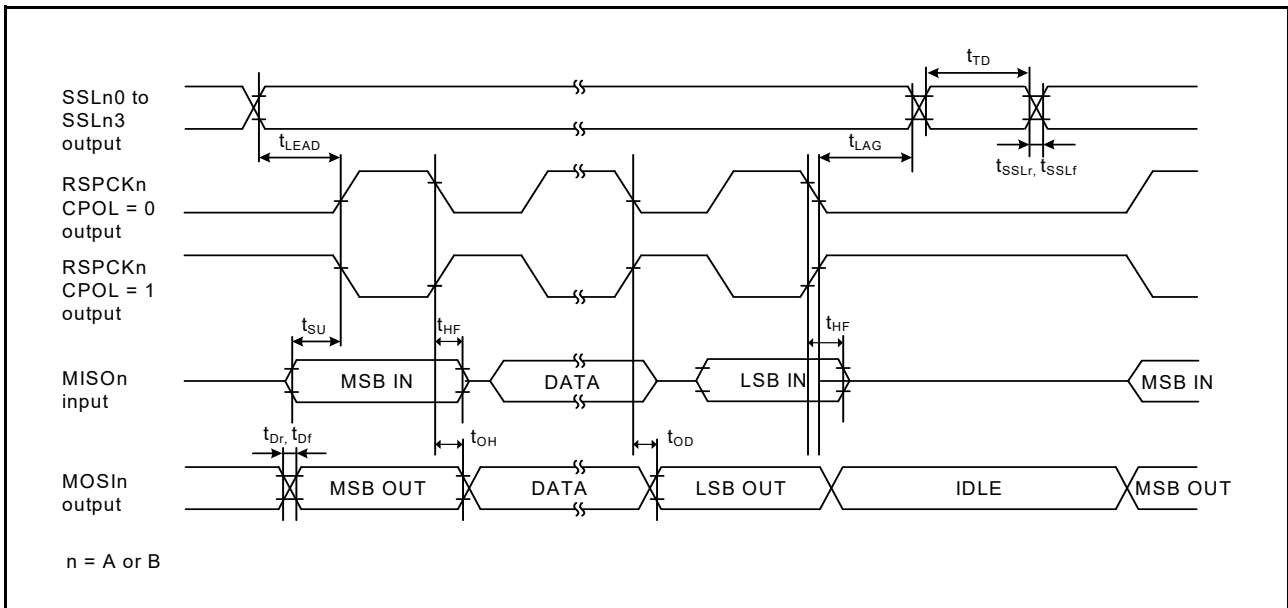 tTD
SSLn0 to
SSLn3
output
tLEAD
tLAG
tSSLr, tSSLf
RSPCKn
CPOL = 0
output
RSPCKn
CPOL = 1
output
tSU
tHF
tHF
MISOn
input
MSB IN
DATA
LSB IN
MSB IN
tDr, tDf
tOH
tOD
MOSIn
output
MSB OUT
DATA
LSB OUT
IDLE
MSB OUT
n = A or B